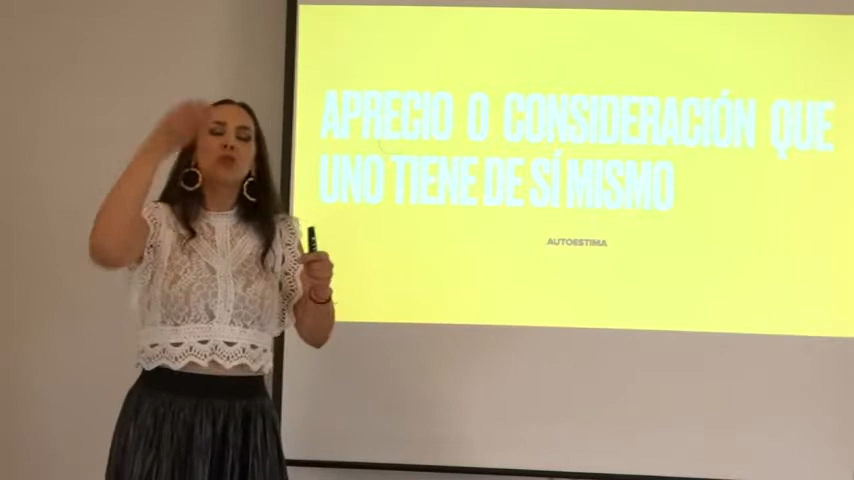 APRECIO O CONSIDERACIÓN QUE
UNO TIENE DE SÍ MISMO
AUTOESTIMA